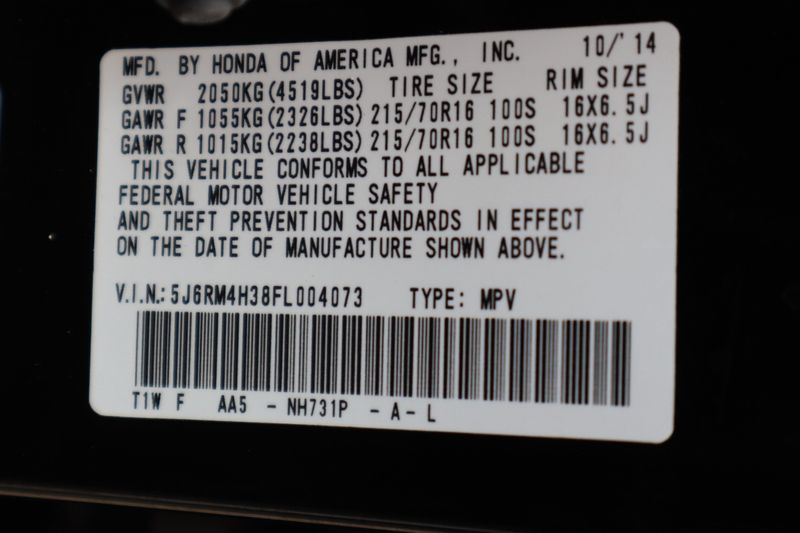 MFD. BY HONDA OF AMERICA MFG., INC. 10/'14
GVWR 2050KG(4519LBS) TIRE SIZE RIM SIZE
GAWR F 1055KG(2326LBS) 215/70R16 100S 16X6.5J
GAWR R 1015KG(2238LBS) 215/70R16 100S 16X6.5J
THIS VEHICLE CONFORMS TO ALL APPLICABLE
FEDERAL MOTOR VEHICLE SAFETY
AND THEFT PREVENTION STANDARDS IN EFFECT
ON THE DATE OF MANUFACTURE SHOWN ABOVE.
V.I.N.: 5J6RM4H38FL004073 TYPE: MPV
T1W F AA5 - NH731P - A - L